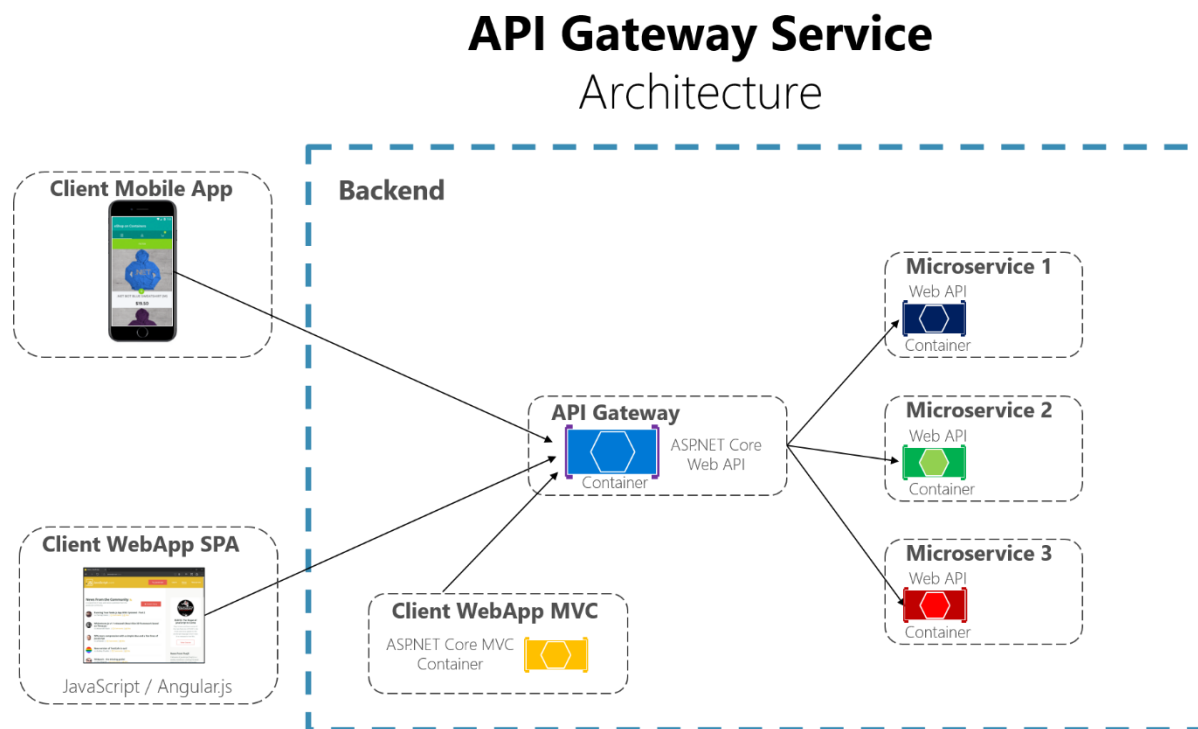 API Gateway Service
Architecture
Backend
Client Mobile App
$19.50
Microservice 1
Web API
Container
API Gateway
ASP.NET Core
Web API
Container
Microservice 2
Web API
Container
Client WebApp SPA
JavaScript / Angular.js
Client WebApp MVC
ASP.NET Core MVC
Container
Microservice 3
Web API
Container